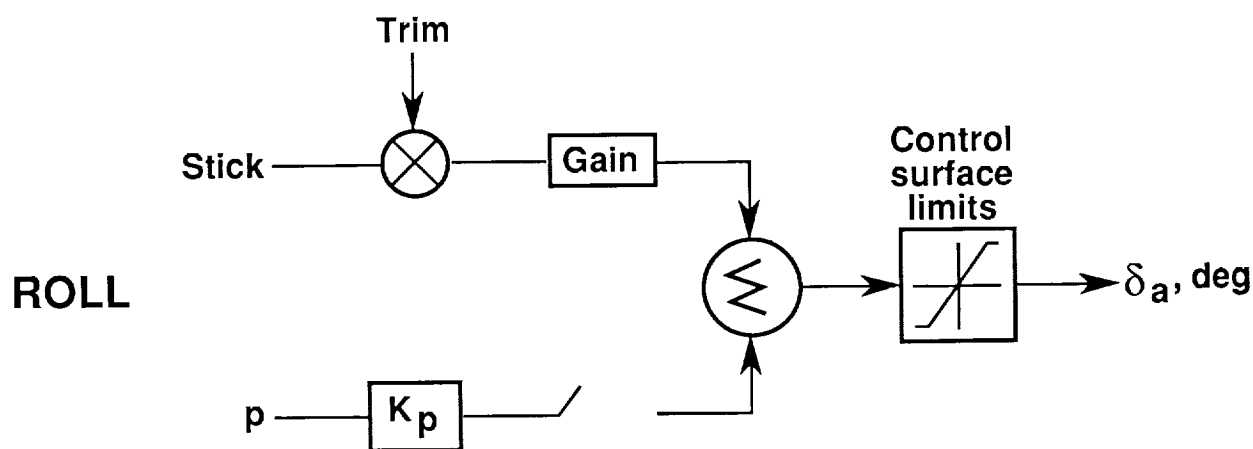 Trim
Stick
Gain
Control
surface
limits
ROLL
Σ
δa, deg
p
Kp